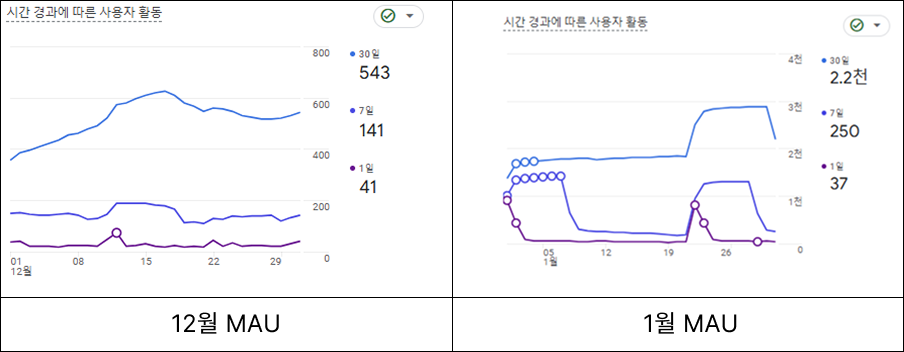 시간 경과에 따른 사용자 활동
800
600
400
200
0
01
12월
08
15
22
29
30일
543
7일
141
1일
41
12월 MAU
시간 경과에 따른 사용자 활동
4천
3천
2천
1천
0
05
1월
12
19
26
30일
2.2천
7일
250
1일
37
1월 MAU